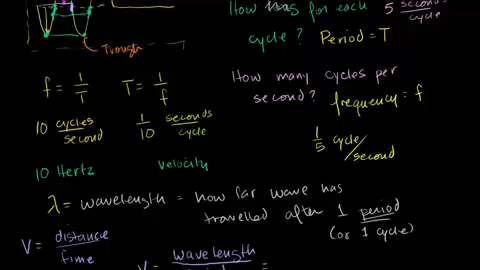 How for each 5 seconds/cycle
cycle? Period = T
Trough
f = 1/T T = 1/f
How many cycles per
second? frequency = f
10 cycles/second 1/10 seconds/cycle
1/5 cycle/second
10 Hertz velocity
λ = wavelength = how far wave has
travelled after 1 period
(or 1 cycle)
V = distance/time
V = wavelength =